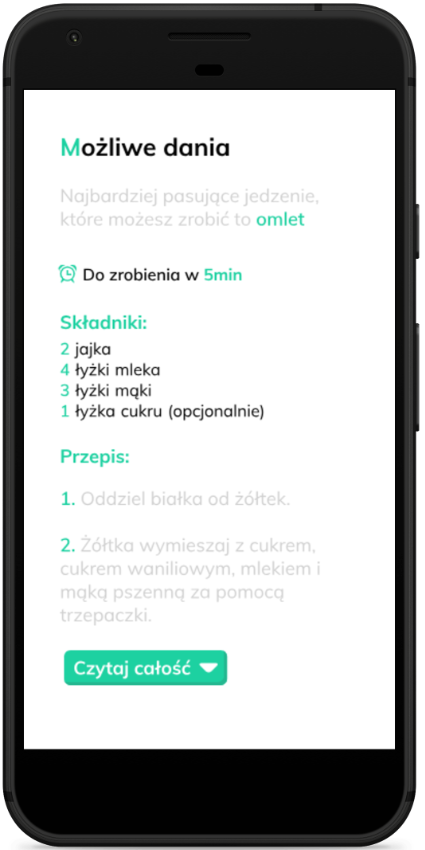 Możliwe dania
Najbardziej pasujące jedzenie,
które możesz zrobić to omlet
Do zrobienia w 5min
Składniki:
2 jajka
4 łyżki mleka
3 łyżki mąki
1 łyżka cukru (opcjonalnie)
Przepis:
1. Oddziel białka od żółtek.
2. Żółtka wymieszaj z cukrem,
cukrem waniliowym, mlekiem i
mąką pszenną za pomocą
trzepaczki.
Czytaj całość